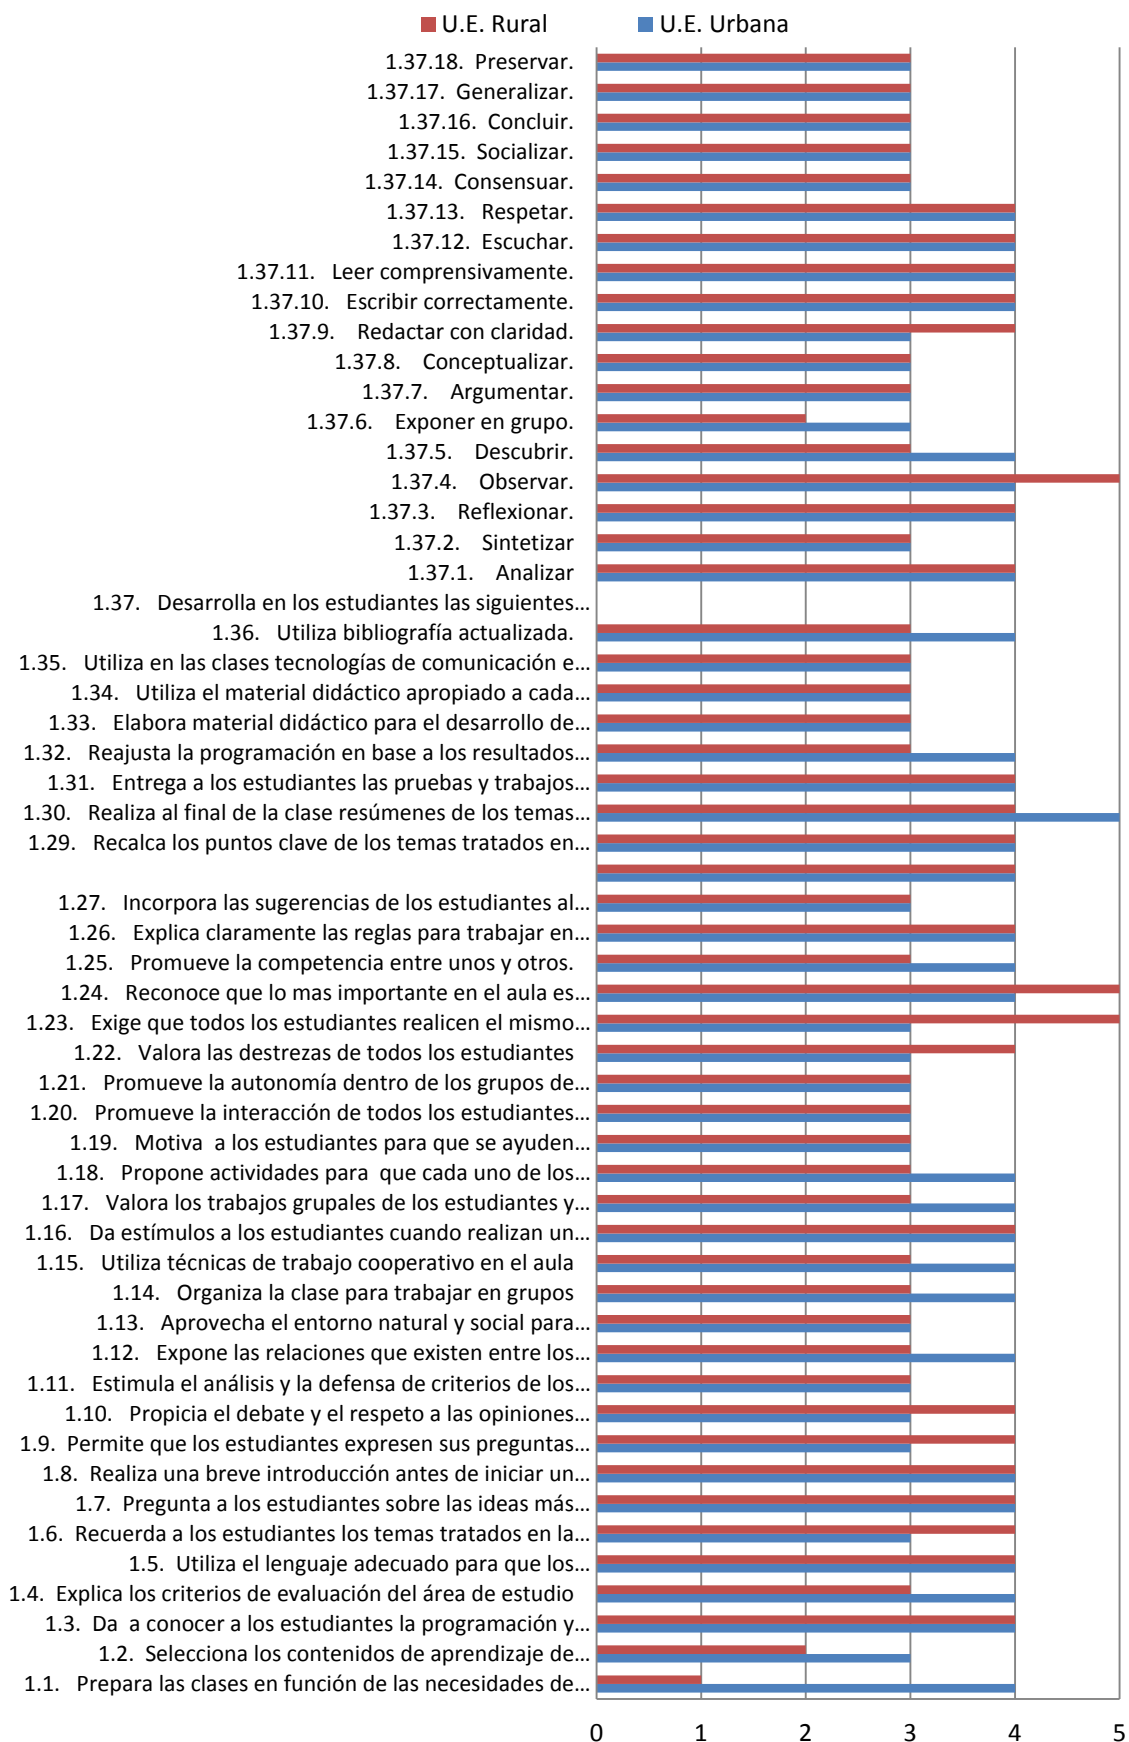 U.E. Rural U.E. Urbana
1.37.18. Preservar.
1.37.17. Generalizar.
1.37.16. Concluir.
1.37.15. Socializar.
1.37.14. Consensuar.
1.37.13. Respetar.
1.37.12. Escuchar.
1.37.11. Leer comprensivamente.
1.37.10. Escribir correctamente.
1.37.9. Redactar con claridad.
1.37.8. Conceptualizar.
1.37.7. Argumentar.
1.37.6. Exponer en grupo.
1.37.5. Descubrir.
1.37.4. Observar.
1.37.3. Reflexionar.
1.37.2. Sintetizar
1.37.1. Analizar
1.37. Desarrolla en los estudiantes las siguientes...
1.36. Utiliza bibliografía actualizada.
1.35. Utiliza en las clases tecnologías de comunicación e...
1.34. Utiliza el material didáctico apropiado a cada...
1.33. Elabora material didáctico para el desarrollo de...
1.32. Reajusta la programación en base a los resultados...
1.31. Entrega a los estudiantes las pruebas y trabajos...
1.30. Realiza al final de la clase resúmenes de los temas...
1.29. Recalca los puntos clave de los temas tratados en...
1.27. Incorpora las sugerencias de los estudiantes al...
1.26. Explica claramente las reglas para trabajar en...
1.25. Promueve la competencia entre unos y otros.
1.24. Reconoce que lo mas importante en el aula es...
1.23. Exige que todos los estudiantes realicen el mismo...
1.22. Valora las destrezas de todos los estudiantes
1.21. Promueve la autonomía dentro de los grupos de...
1.20. Promueve la interacción de todos los estudiantes...
1.19. Motiva a los estudiantes para que se ayuden...
1.18. Propone actividades para que cada uno de los...
1.17. Valora los trabajos grupales de los estudiantes y...
1.16. Da estímulos a los estudiantes cuando realizan un...
1.15. Utiliza técnicas de trabajo cooperativo en el aula
1.14. Organiza la clase para trabajar en grupos
1.13. Aprovecha el entorno natural y social para...
1.12. Expone las relaciones que existen entre los...
1.11. Estimula el análisis y la defensa de criterios de los...
1.10. Propicia el debate y el respeto a las opiniones...
1.9. Permite que los estudiantes expresen sus preguntas...
1.8. Realiza una breve introducción antes de iniciar un...
1.7. Pregunta a los estudiantes sobre las ideas más...
1.6. Recuerda a los estudiantes los temas tratados en la...
1.5. Utiliza el lenguaje adecuado para que los...
1.4. Explica los criterios de evaluación del área de estudio
1.3. Da a conocer a los estudiantes la programación y...
1.2. Selecciona los contenidos de aprendizaje de...
1.1. Prepara las clases en función de las necesidades de...
0 1 2 3 4 5